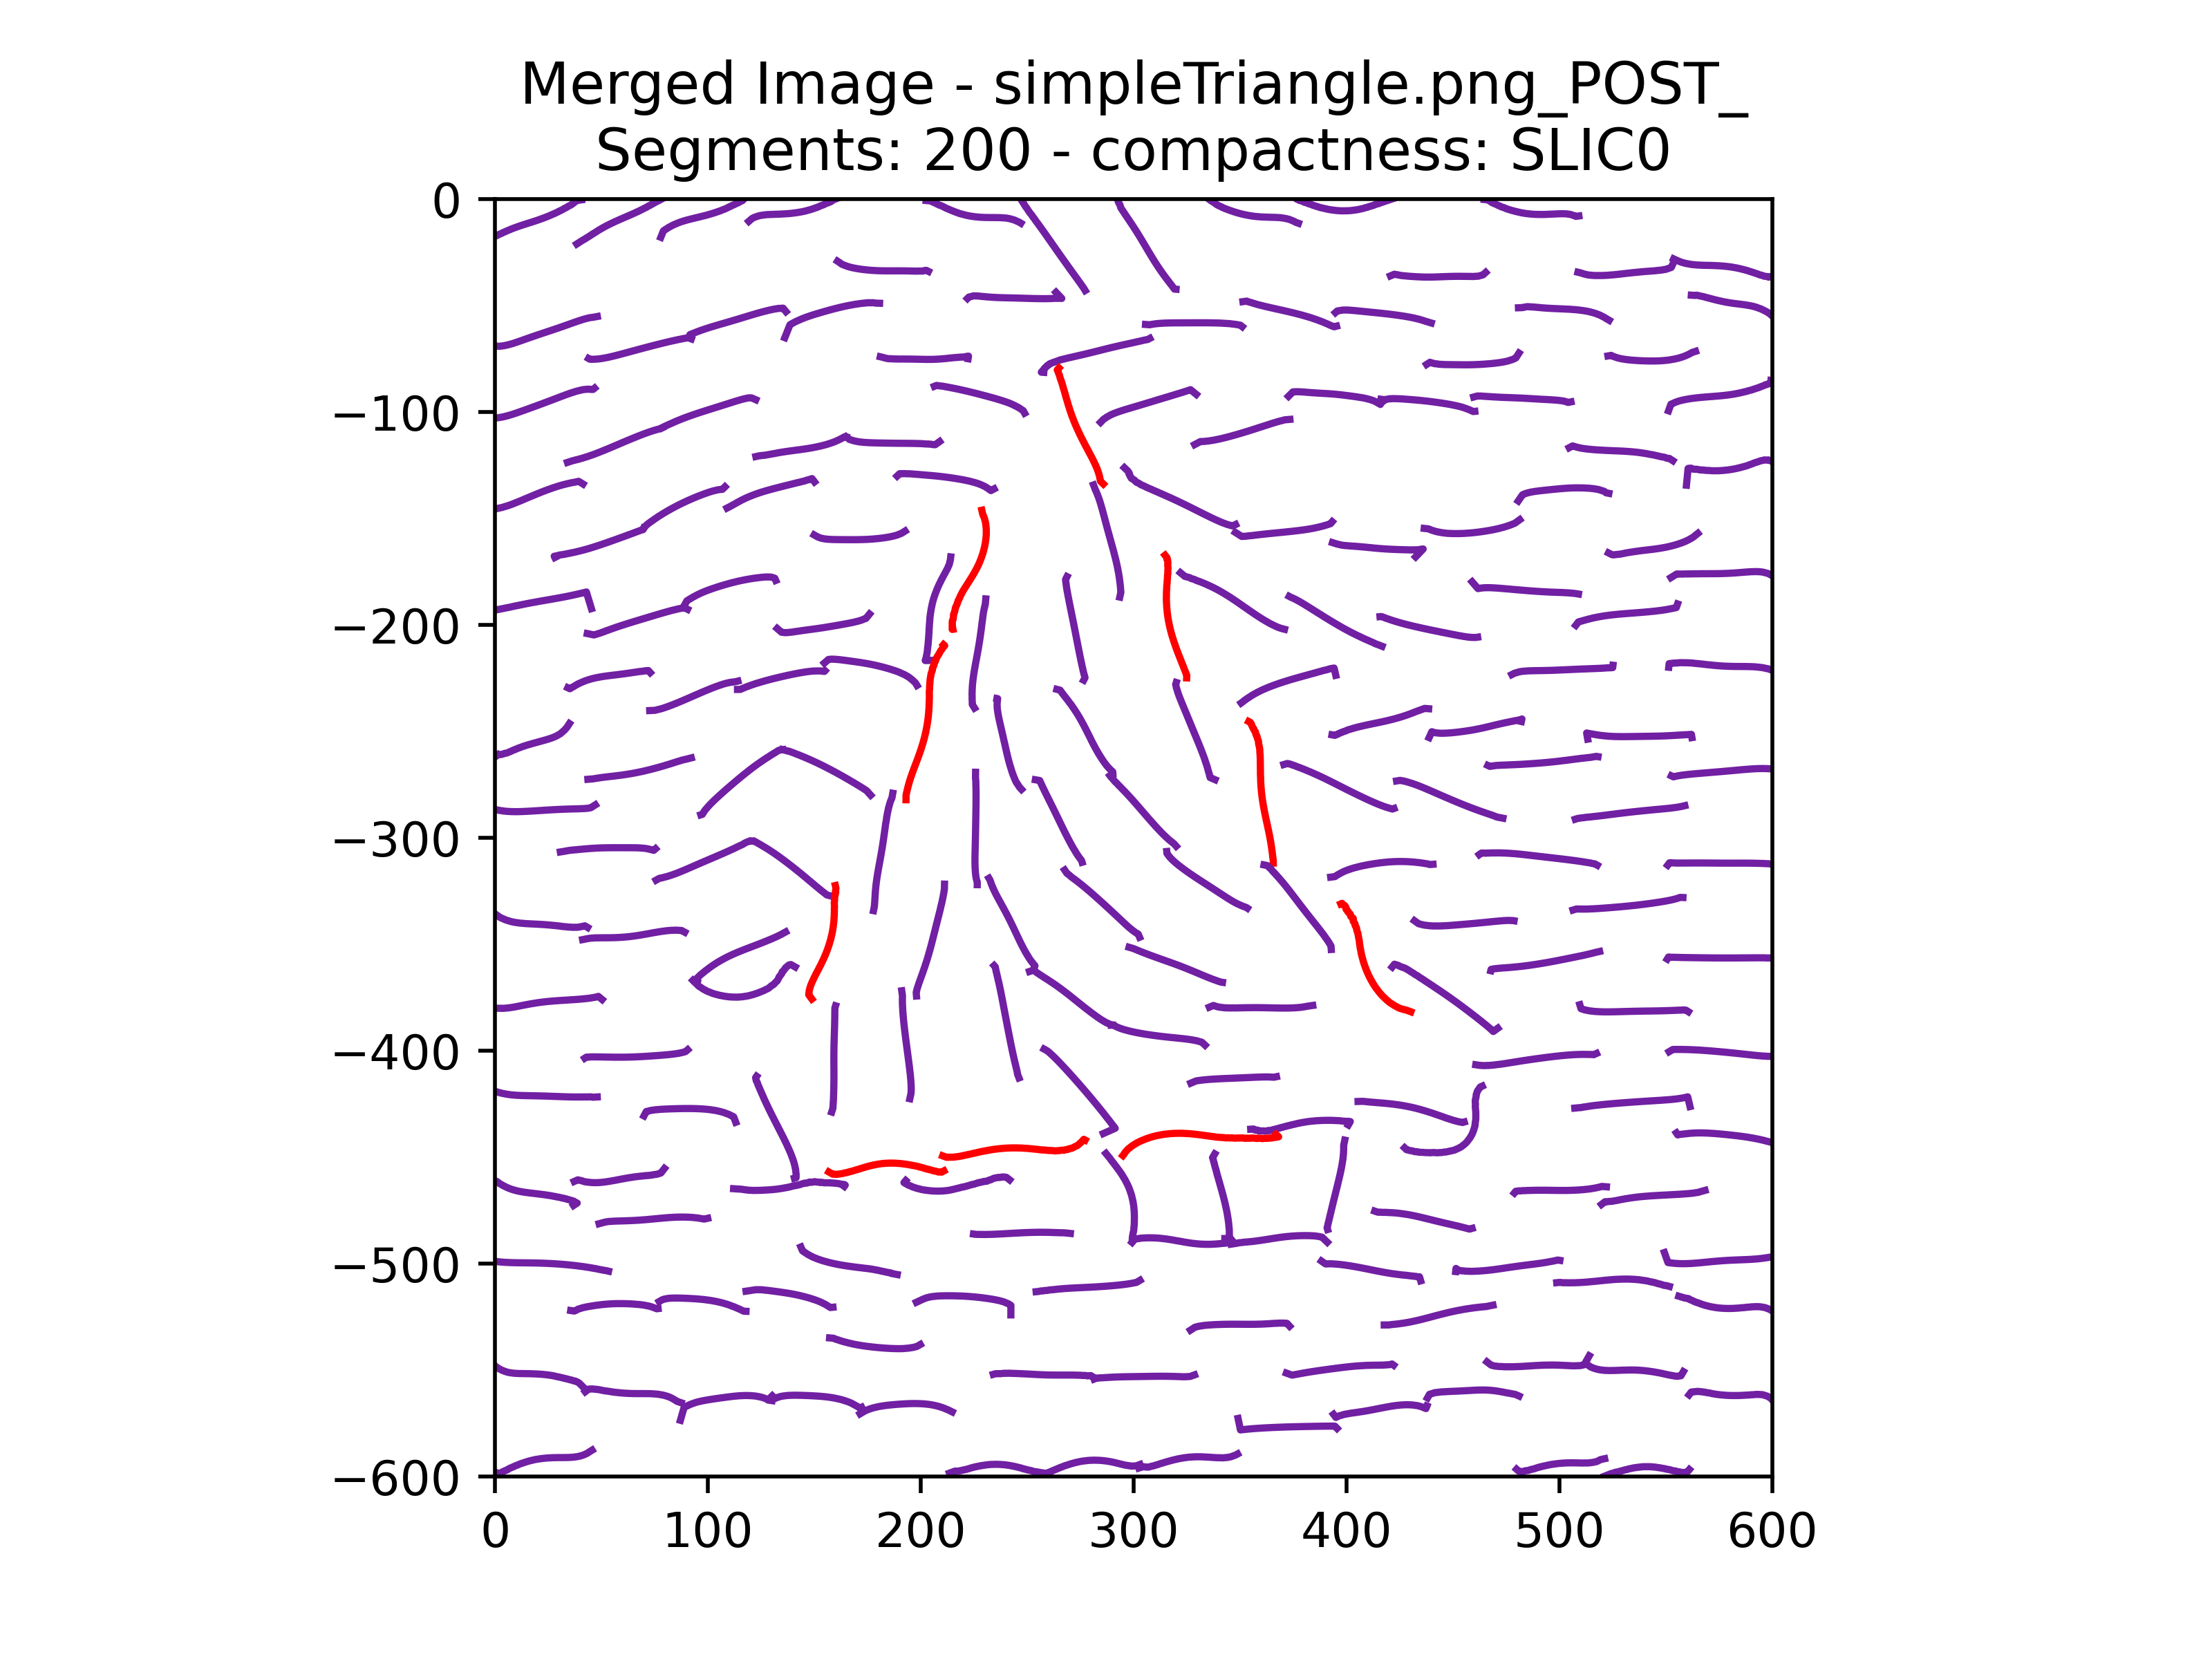 Merged Image - simpleTriangle.png_POST_
Segments: 200 - compactness: SLIC0
0
−100
−200
−300
−400
−500
−600
0 100 200 300 400 500 600